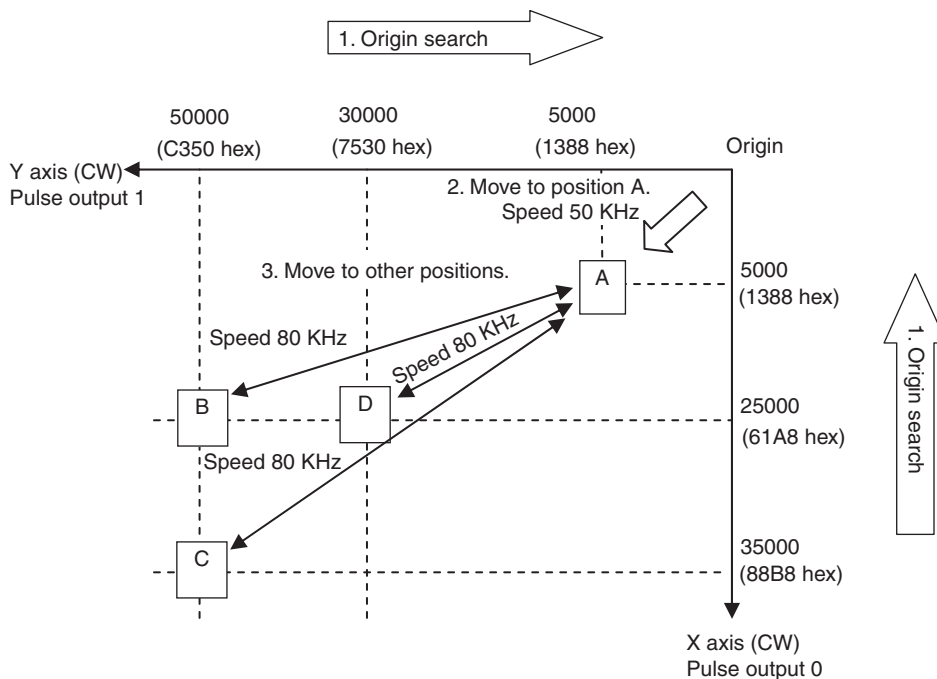 1. Origin search
50000
(C350 hex)
30000
(7530 hex)
5000
(1388 hex)
Origin
Y axis (CW)
Pulse output 1
2. Move to position A.
Speed 50 KHz
A
5000
(1388 hex)
3. Move to other positions.
Speed 80 KHz
Speed 80 KHz
1. Origin search
B
D
25000
(61A8 hex)
Speed 80 KHz
C
35000
(88B8 hex)
X axis (CW)
Pulse output 0